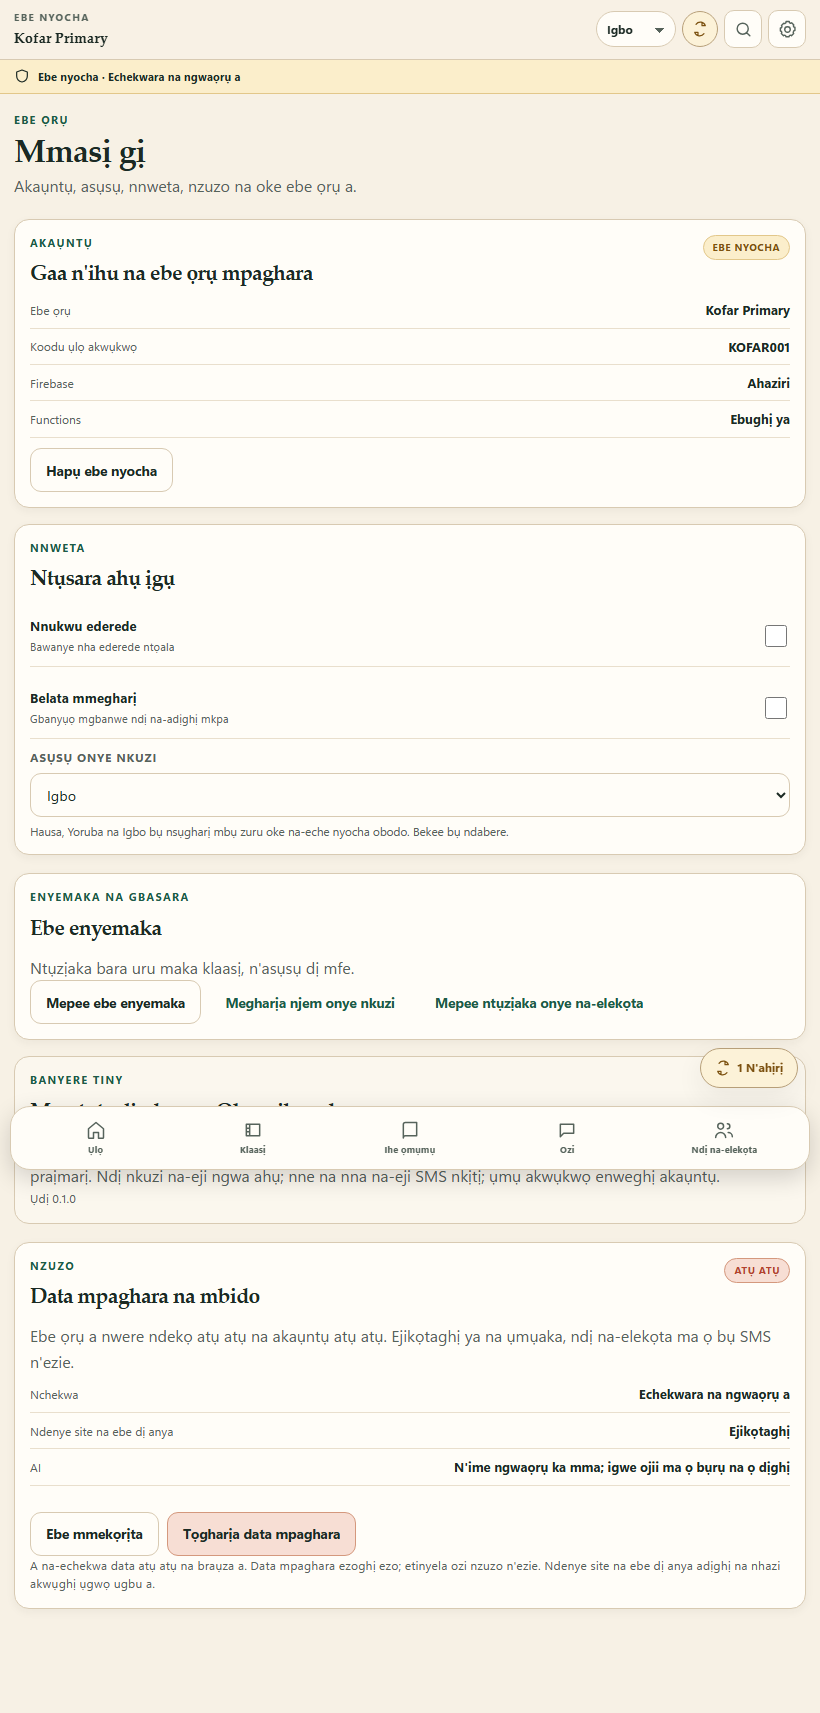 EBE NYOCHA
Kofar Primary
Igbo
Ebe nyocha · Echekwara na ngwaọrụ a
EBE ỌRỤ
Mmasị gị
Akaụntụ, asụsụ, nnweta, nzuzo na oke ebe ọrụ a.
AKAỤNTỤ
EBE NYOCHA
Gaa n'ihu na ebe ọrụ mpaghara
Ebe ọrụ
Kofar Primary
Koodu ụlọ akwụkwọ
KOFAR001
Firebase
Ahaziri
Functions
Ebughị ya
Hapụ ebe nyocha
NNWETA
Ntụsara ahụ ịgụ
Nnukwu ederede
Bawanye nha ederede ntọala
Belata mmegharị
Gbanyụọ mgbanwe ndị na-adịghị mkpa
ASỤSỤ ONYE NKUZI
Igbo
Hausa, Yoruba na Igbo bụ nsụgharị mbụ zuru oke na-eche nyocha obodo. Bekee bụ ndabere.
ENYEMAKA NA GBASARA
Ebe enyemaka
Ntụzịaka bara uru maka klaasị, n'asụsụ dị mfe.
Mepee ebe enyemaka
Megharịa njem onye nkuzi
Mepee ntụzịaka onye na-elekọta
BANYERE TINY
1 N'ahịrị
Ụlọ
Klaasị
Ihe ọmụmụ
Ozi
Ndị na-elekọta
praịmarị. Ndị nkuzi na-eji ngwa ahụ; nne na nna na-eji SMS nkịtị; ụmụ akwụkwọ enweghị akaụntụ.
Ụdị 0.1.0
NZUZO
ATỤ ATỤ
Data mpaghara na mbido
Ebe ọrụ a nwere ndekọ atụ atụ na akaụntụ atụ atụ. Ejikọtaghị ya na ụmụaka, ndị na-elekọta ma ọ bụ SMS
n'ezie.
Nchekwa
Echekwara na ngwaọrụ a
Ndenye site na ebe dị anya
Ejikọtaghị
AI
N'ime ngwaọrụ ka mma; igwe ojii ma ọ bụrụ na ọ dịghị
Ebe mmekọrịta
Tọgharịa data mpaghara
A na-echekwa data atụ atụ na braụza a. Data mpaghara ezoghị ezo; etinyela ozi nzuzo n'ezie. Ndenye site na ebe dị anya adịghị na nhazi
akwụghị ụgwọ ugbu a.